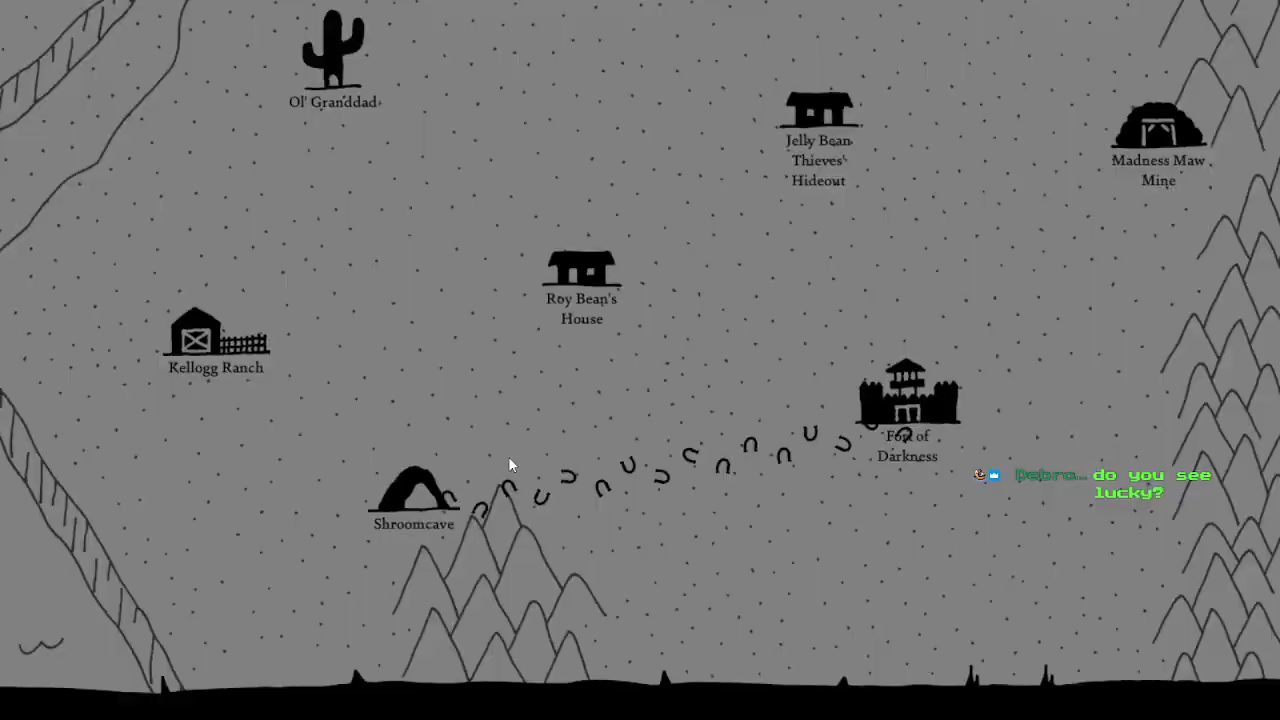 Ol' Granddad
Jelly Bean
Thieves'
Hideout
Madness Maw
Mine
Roy Bean's
House
Kellogg Ranch
Fort of
Darkness
do you see
lucky?
Shroomcave